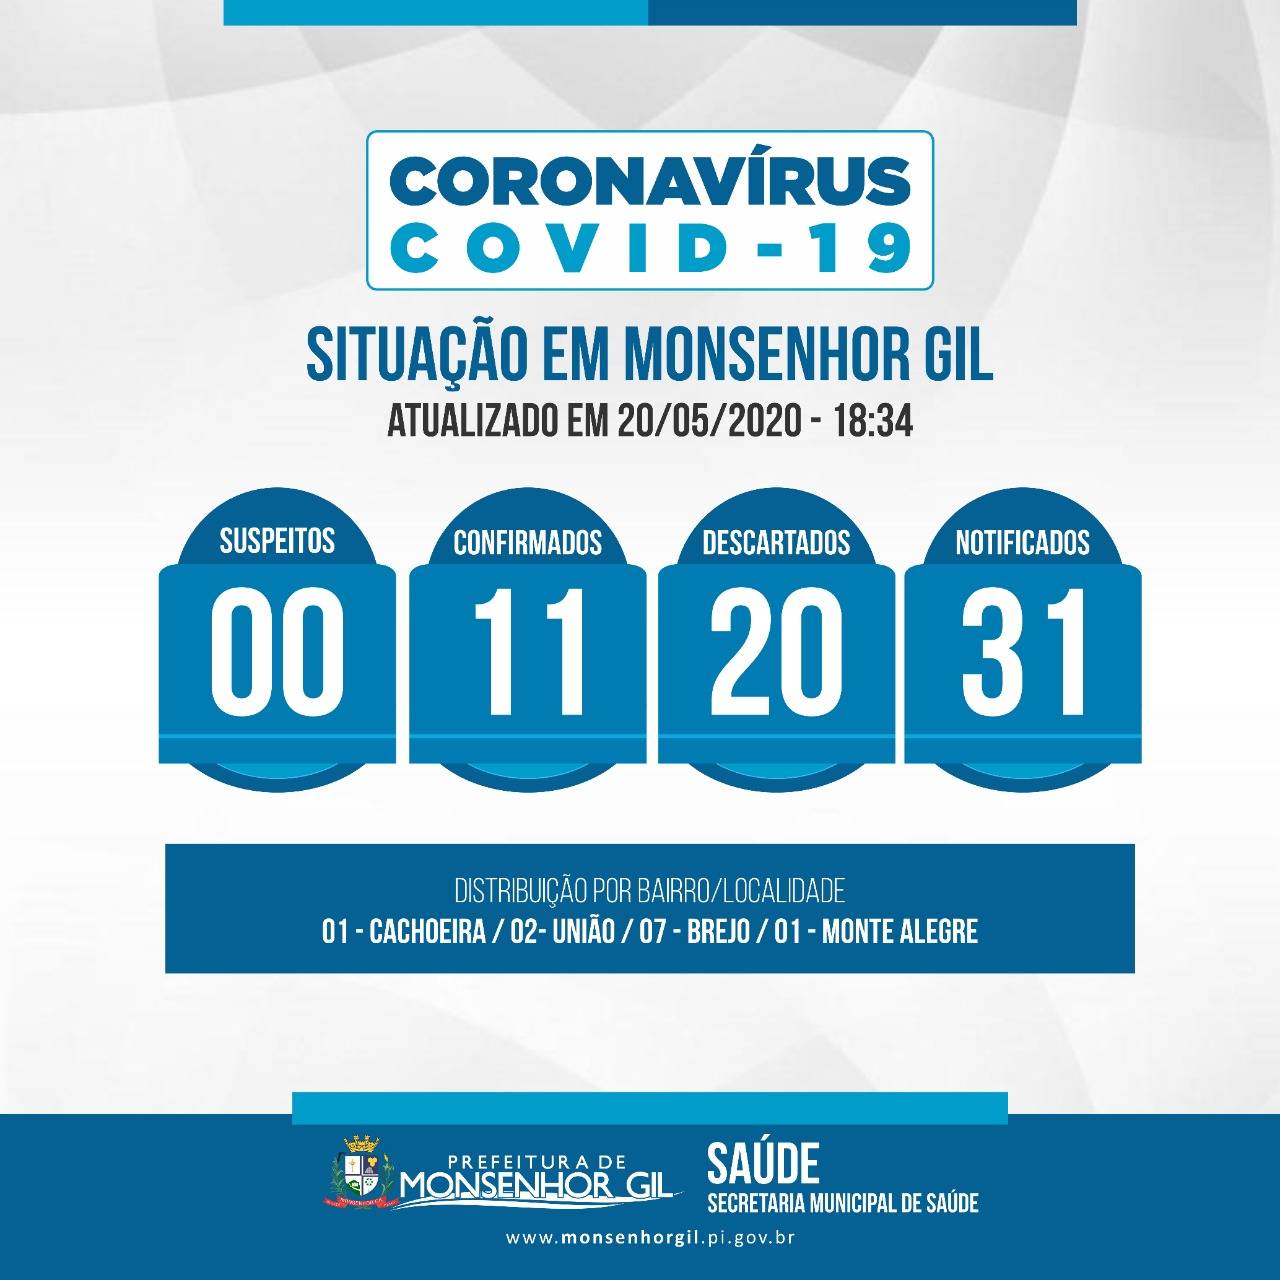 CORONAVÍRUS
COVID-19
SITUAÇÃO EM MONSENHOR GIL
ATUALIZADO EM 20/05/2020 - 18:34
SUSPEITOS
00
CONFIRMADOS
11
DESCARTADOS
20
NOTIFICADOS
31
DISTRIBUIÇÃO POR BAIRRO/LOCALIDADE
01 - CACHOEIRA / 02- UNIÃO / 07 - BREJO / 01 - MONTE ALEGRE
PREFEITURA DE
MONSENHOR GIL
SAÚDE
SECRETARIA MUNICIPAL DE SAÚDE
www.monsenhorgil.pi.gov.br